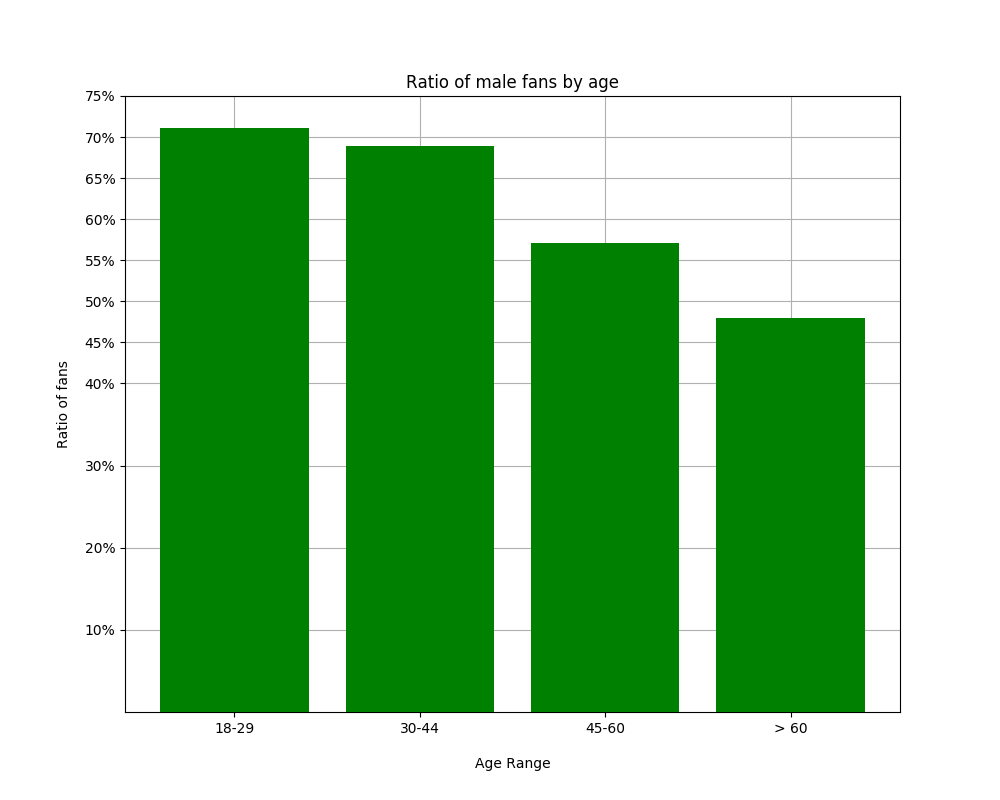 Ratio of male fans by age
75%
70%
65%
60%
55%
50%
45%
40%
30%
20%
10%
Ratio of fans
18-29 30-44 45-60 > 60
Age Range